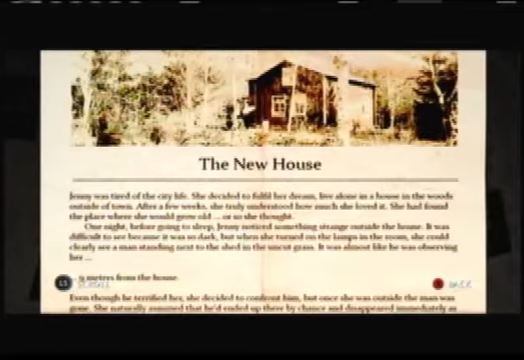 The New House
Jenny was tired of the city life. She decided to fulfil her dream, live alone in a house in the woods
outside of town. After a few weeks, she truly understood how much she loved it. She had found
the place where she would grow old ... or so she thought.
One night, before going to sleep, Jenny noticed something strange outside the house. It was
difficult to see because it was so dark, but when she turned on the lamps in the room, she could
clearly see a man standing next to the shed in the uncut grass. It was almost like he was observing
her ...
9 metres from the house.
LS SCROLL
B BACK
Even though he terrified her, she decided to confront him, but once she was outside the man was
gone. She naturally assumed that he'd ended up there by chance and disappeared immediately as